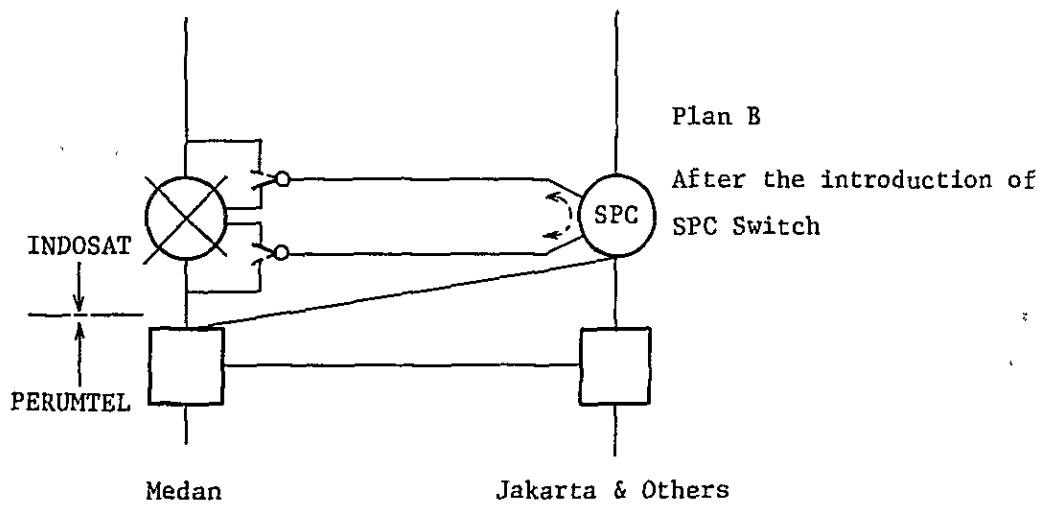 Plan B
After the introduction of
SPC
SPC Switch
INDOSAT
PERUMTEL
Medan
Jakarta & Others